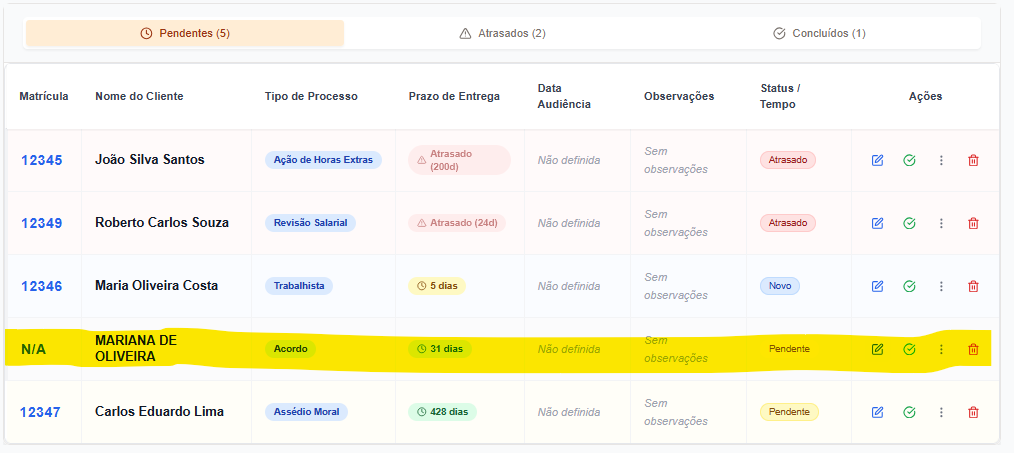 Pendentes (5)
Atrasados (2)
Concluídos (1)
Matrícula
Nome do Cliente
Tipo de Processo
Prazo de Entrega
Data
Audiência
Observações
Status /
Tempo
Ações
12345
João Silva Santos
Ação de Horas Extras
Atrasado
(200d)
Não definida
Sem
observações
Atrasado
12349
Roberto Carlos Souza
Revisão Salarial
Atrasado (24d)
Não definida
Sem
observações
Atrasado
12346
Maria Oliveira Costa
Trabalhista
5 dias
Não definida
Sem
observações
Novo
N/A
MARIANA DE
OLIVEIRA
Acordo
31 dias
Não definida
Sem
observações
Pendente
12347
Carlos Eduardo Lima
Assédio Moral
428 dias
Não definida
Sem
observações
Pendente